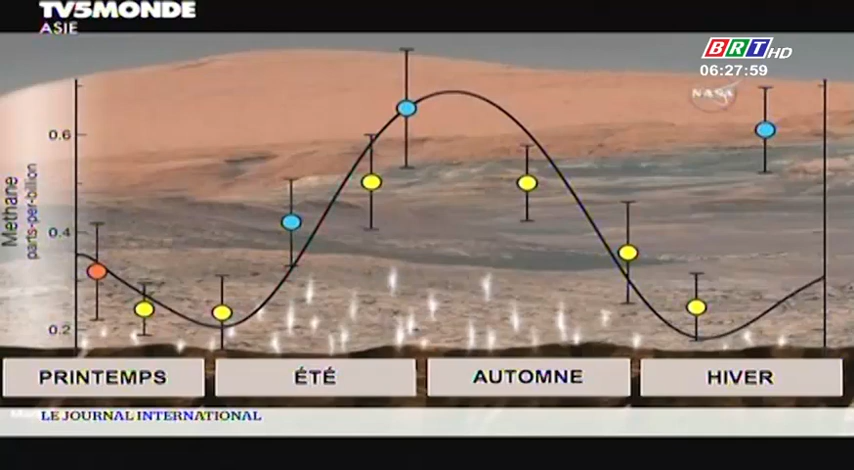 TV5MONDE
ASIE
BRT HD
06:27:59
NASA
0.6
0.4
0.2
Methane
parts-per-billion
PRINTEMPS
ÉTÉ
AUTOMNE
HIVER
LE JOURNAL INTERNATIONAL